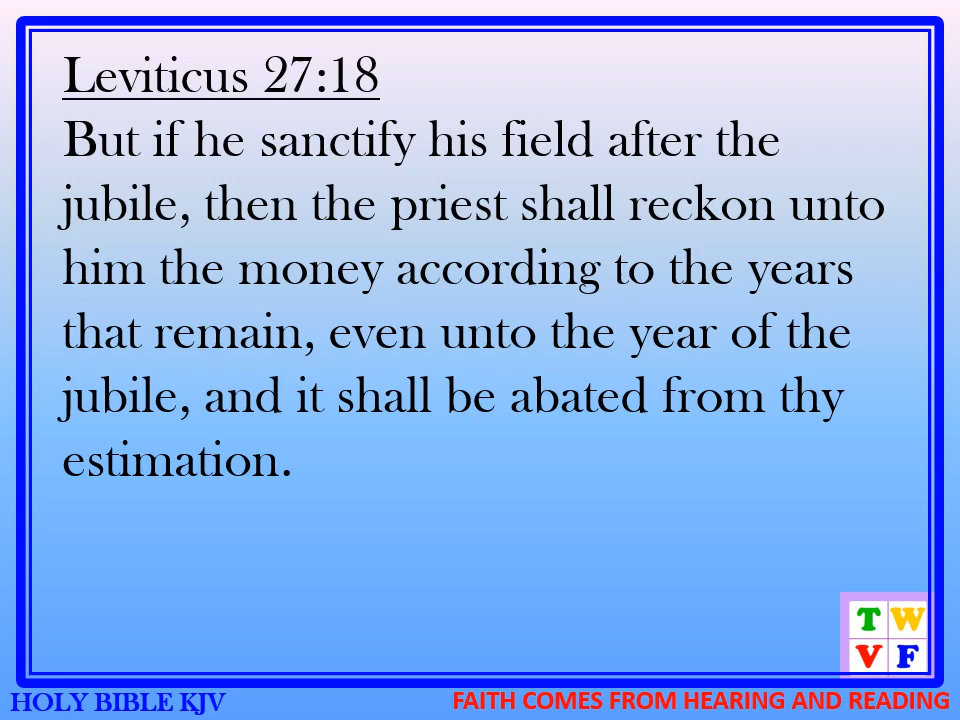 Leviticus 27:18
But if he sanctify his field after the
jubile, then the priest shall reckon unto
him the money according to the years
that remain, even unto the year of the
jubile, and it shall be abated from thy
estimation.
T W
V F
HOLY BIBLE KJV
FAITH COMES FROM HEARING AND READING